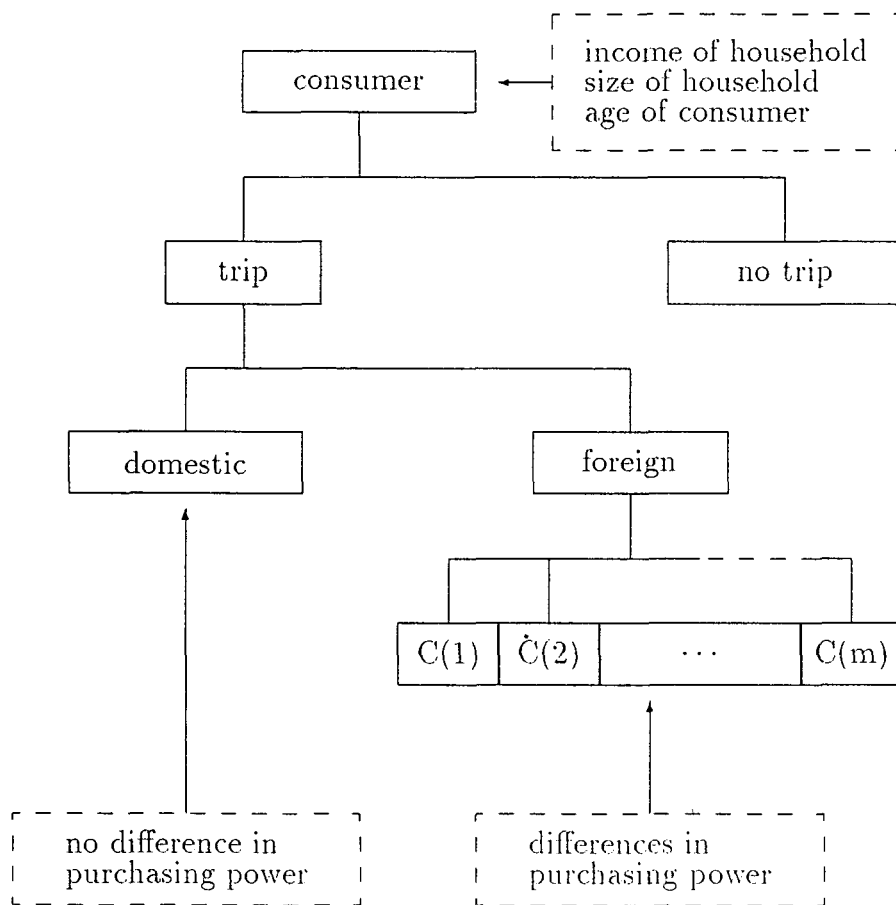 income of household
size of household
age of consumer
consumer
trip
no trip
domestic
foreign
C(1)
C(2)
...
C(m)
no difference in
purchasing power
differences in
purchasing power